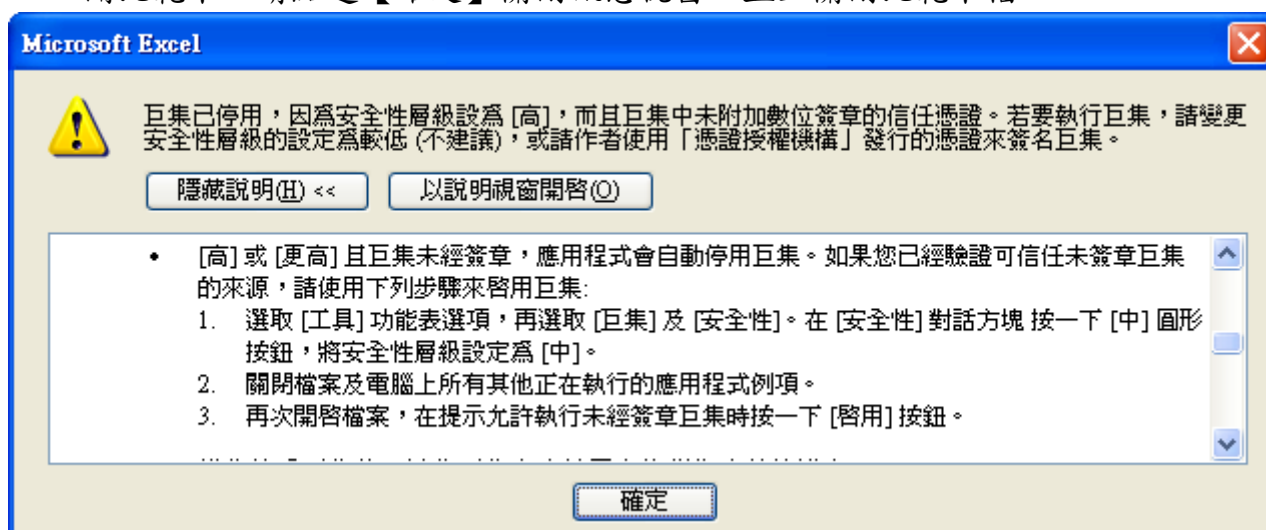 Microsoft Excel
巨集已停用，因爲安全性層級設爲 [高]，而且巨集中未附加數位簽章的信任憑證。若要執行巨集，請變更
安全性層級的設定爲較低 (不建議)，或請作者使用「憑證授權機構」發行的憑證來簽名巨集。
隱藏說明(H) <<
以說明視窗開啓(O)
• [高] 或 [更高] 且巨集未經簽章，應用程式會自動停用巨集。如果您已經驗證可信任未簽章巨集
的來源，請使用下列步驟來啓用巨集:
1. 選取 [工具] 功能表選項，再選取 [巨集] 及 [安全性]。在 [安全性] 對話方塊 按一下 [中] 圓形
按鈕，將安全性層級設定爲 [中]。
2. 關閉檔案及電腦上所有其他正在執行的應用程式例項。
3. 再次開啓檔案，在提示允許執行未經簽章巨集時按一下 [啓用] 按鈕。
確定